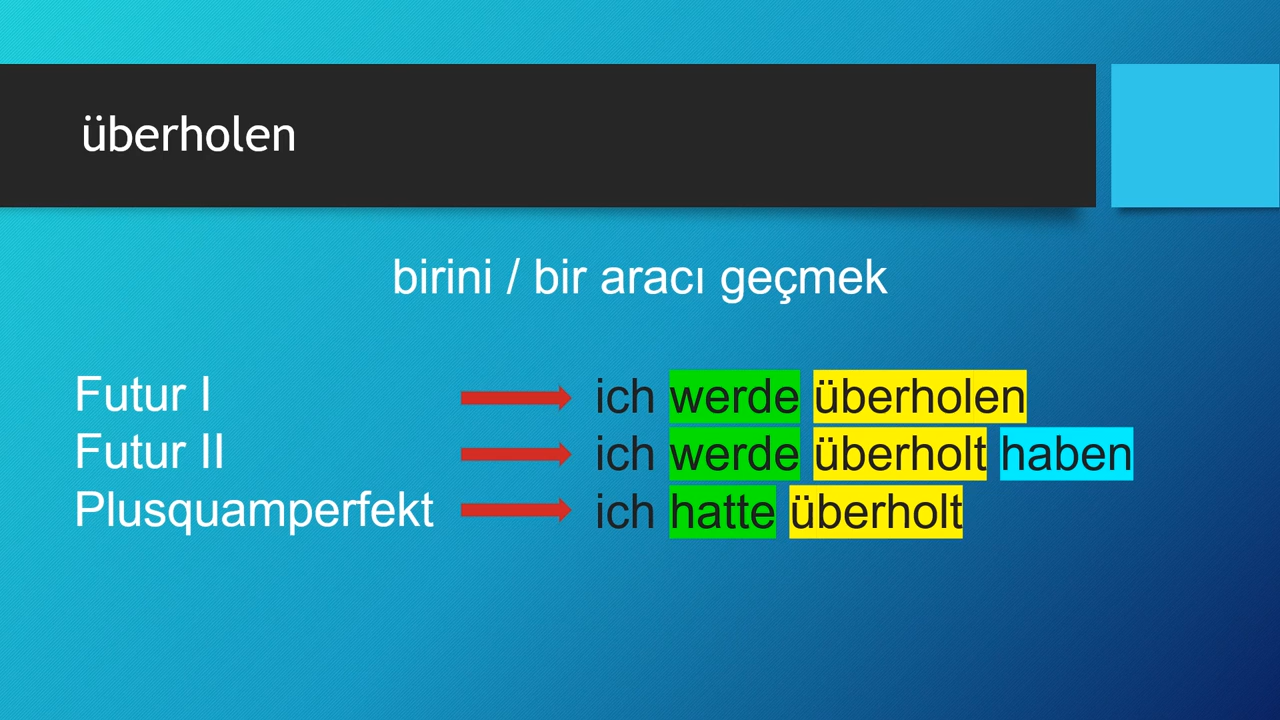 überholen
birini / bir aracı geçmek
Futur I ich werde überholen
Futur II ich werde überholt haben
Plusquamperfekt ich hatte überholt